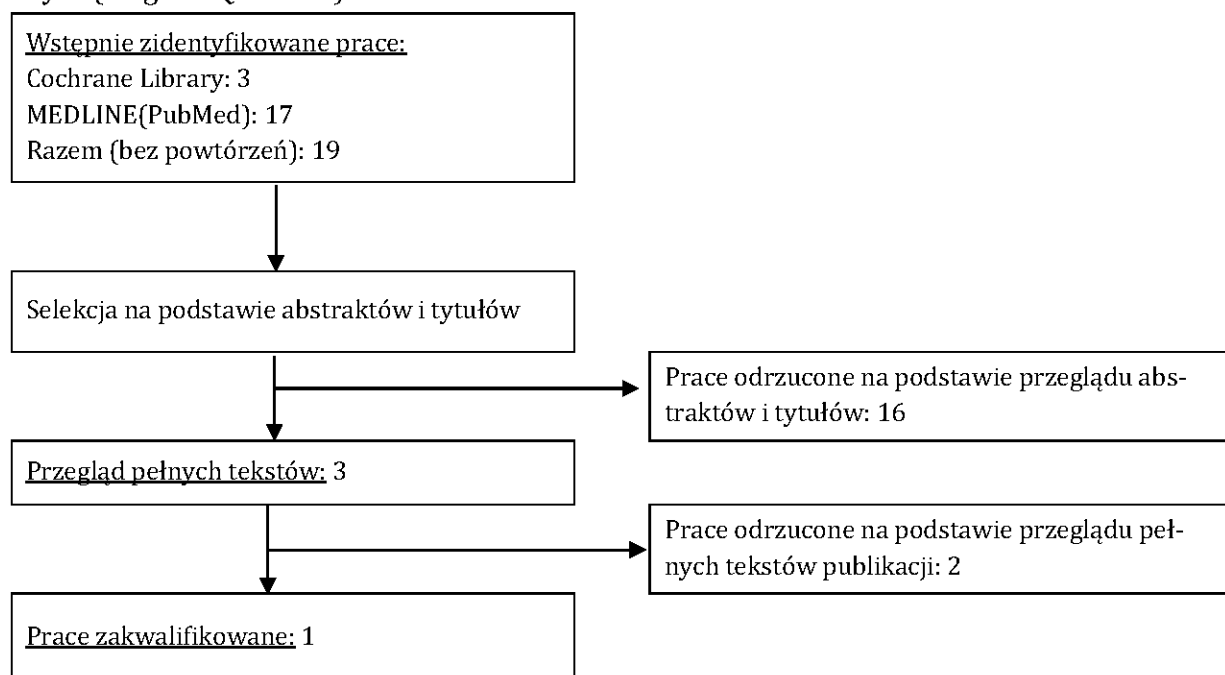 Wstępnie zidentyfikowane prace:
Cochrane Library: 3
MEDLINE(PubMed): 17
Razem (bez powtórzeń): 19
Selekcja na podstawie abstraktów i tytułów
Prace odrzucone na podstawie przeglądu abs-
traktów i tytułów: 16
Przegląd pełnych tekstów: 3
Prace odrzucone na podstawie przeglądu peł-
nych tekstów publikacji: 2
Prace zakwalifikowane: 1